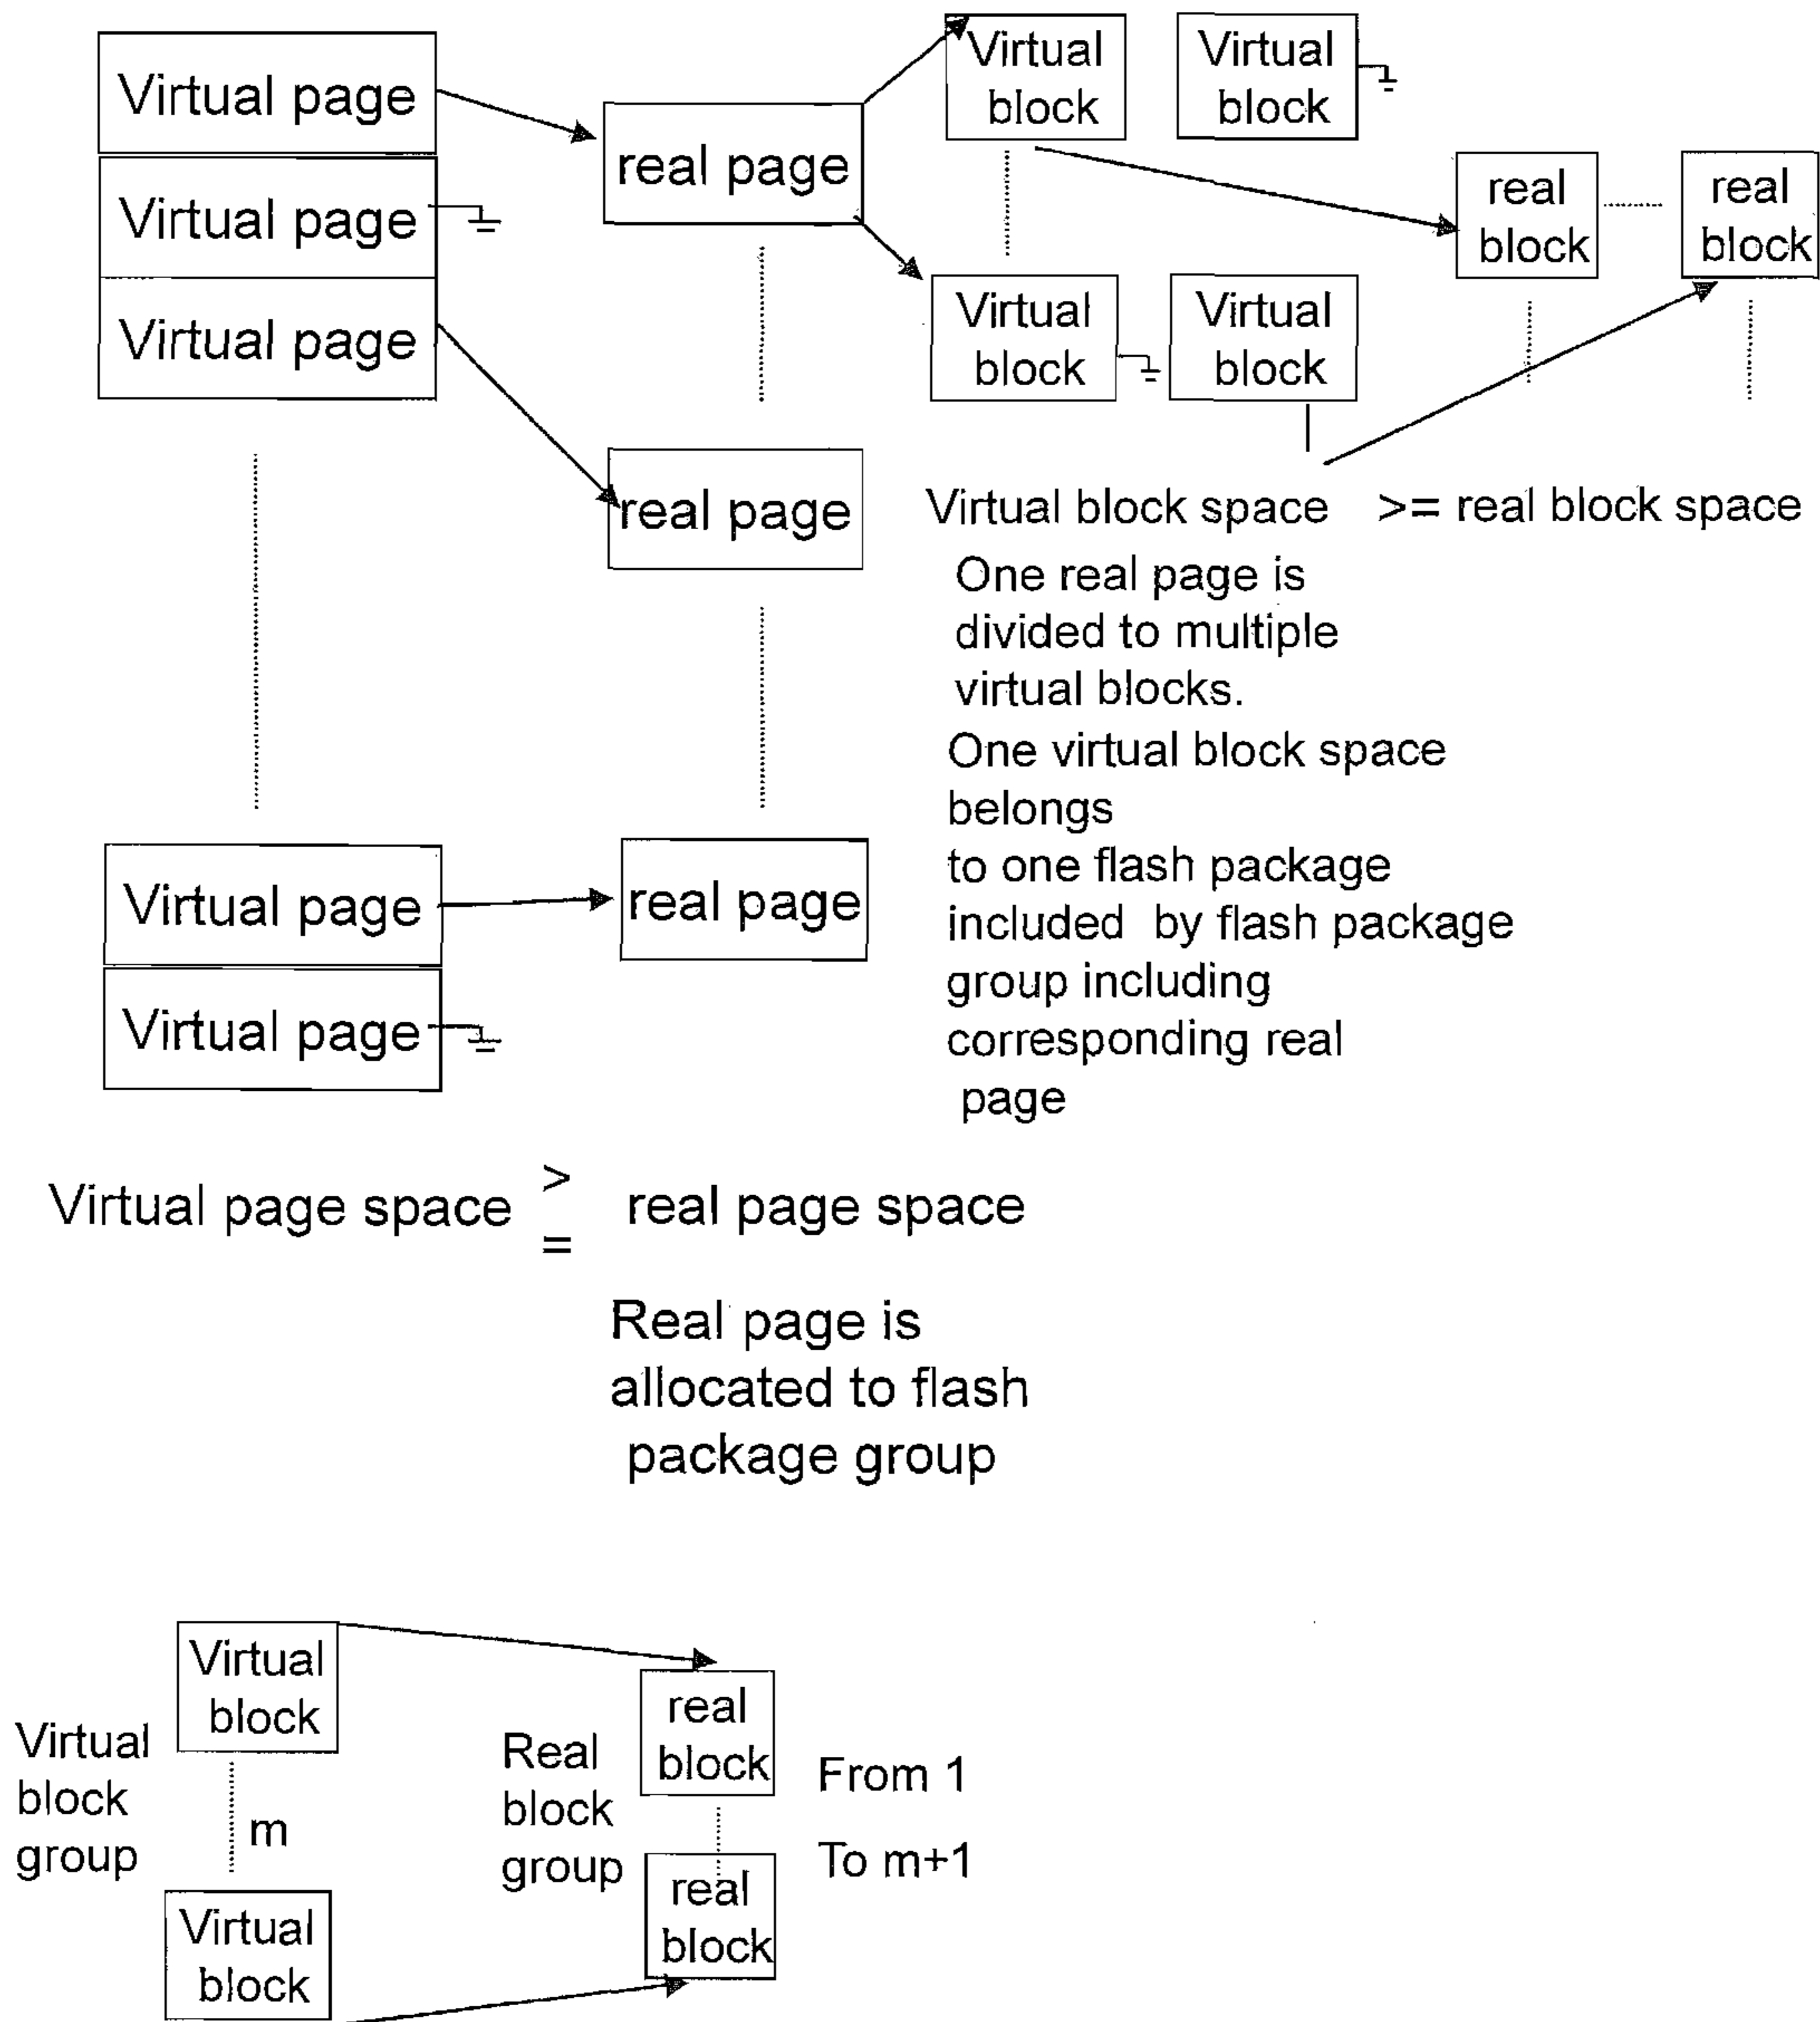 Virtual page
Virtual page
Virtual page
real page
real page
Virtual
block
Virtual
block
Virtual
block
Virtual
block
real
block
real
block
Virtual block space >= real block space
One real page is
divided to multiple
virtual blocks.
One virtual block space
belongs
to one flash package
included by flash package
group including
corresponding real
page
Virtual page
real page
Virtual page
Virtual page space > = real page space
Real page is
allocated to flash
package group
Virtual
block
group
Virtual
block
m
Virtual
block
Real
block
group
real
block
real
block
From 1
To m+1